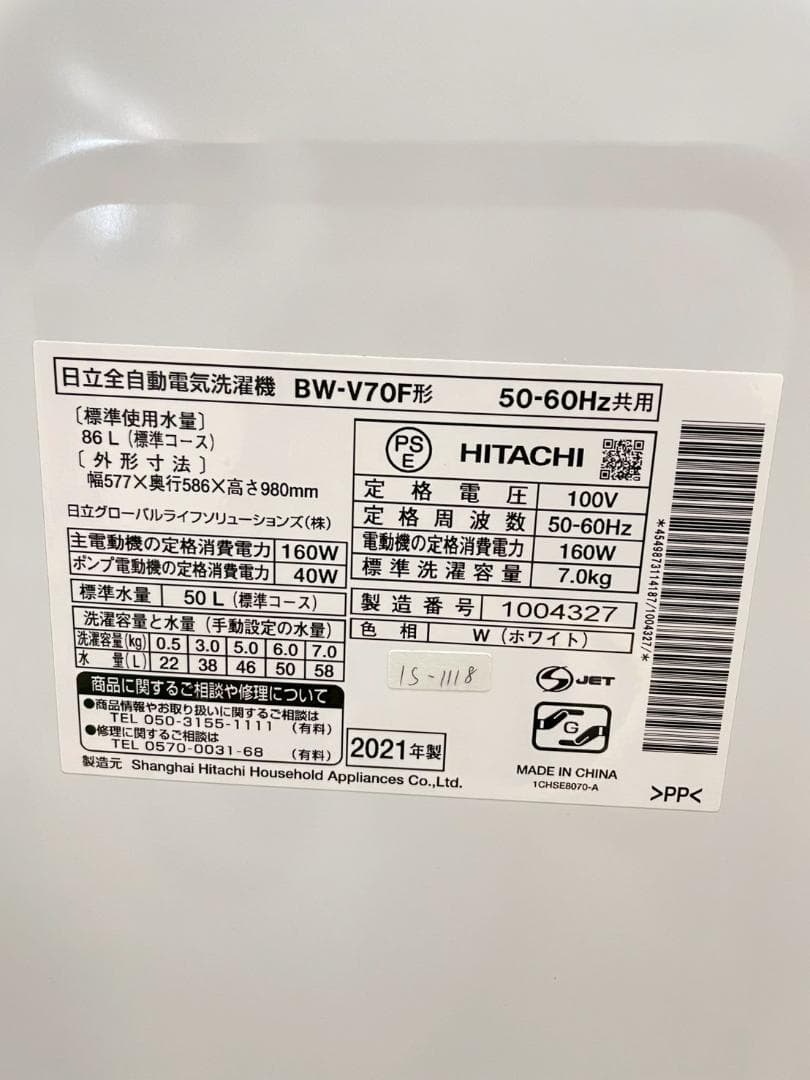 日立全自動電気洗濯機 BW-V70F形 50-60Hz共用
〔標準使用水量〕
86 L (標準コース)
〔外形寸法〕
幅577×奥行586×高さ980mm
日立グローバルライフソリューションズ(株)
主電動機の定格消費電力 160W
ポンプ電動機の定格消費電力 40W
標準水量 50 L (標準コース)
洗濯容量と水量 (手動設定の水量)
洗濯容量(kg) 0.5 3.0 5.0 6.0 7.0
水量(L) 22 38 46 50 58
商品に関するご相談や修理について
●商品情報やお取り扱いに関するご相談は
TEL 050-3155-1111 (有料)
●修理に関するご相談は
TEL 0570-0031-68 (有料)
製造元 Shanghai Hitachi Household Appliances Co.,Ltd.
PS
E
HITACHI
定格電圧 100V
定格周波数 50-60Hz
電動機の定格消費電力 160W
標準洗濯容量 7.0kg
製造番号 1004327
色相 W (ホワイト)
IS-1118
2021年製
S JET
G
MADE IN CHINA
1CHSE8070-A
>PP<
*4549873114187/1004327/*